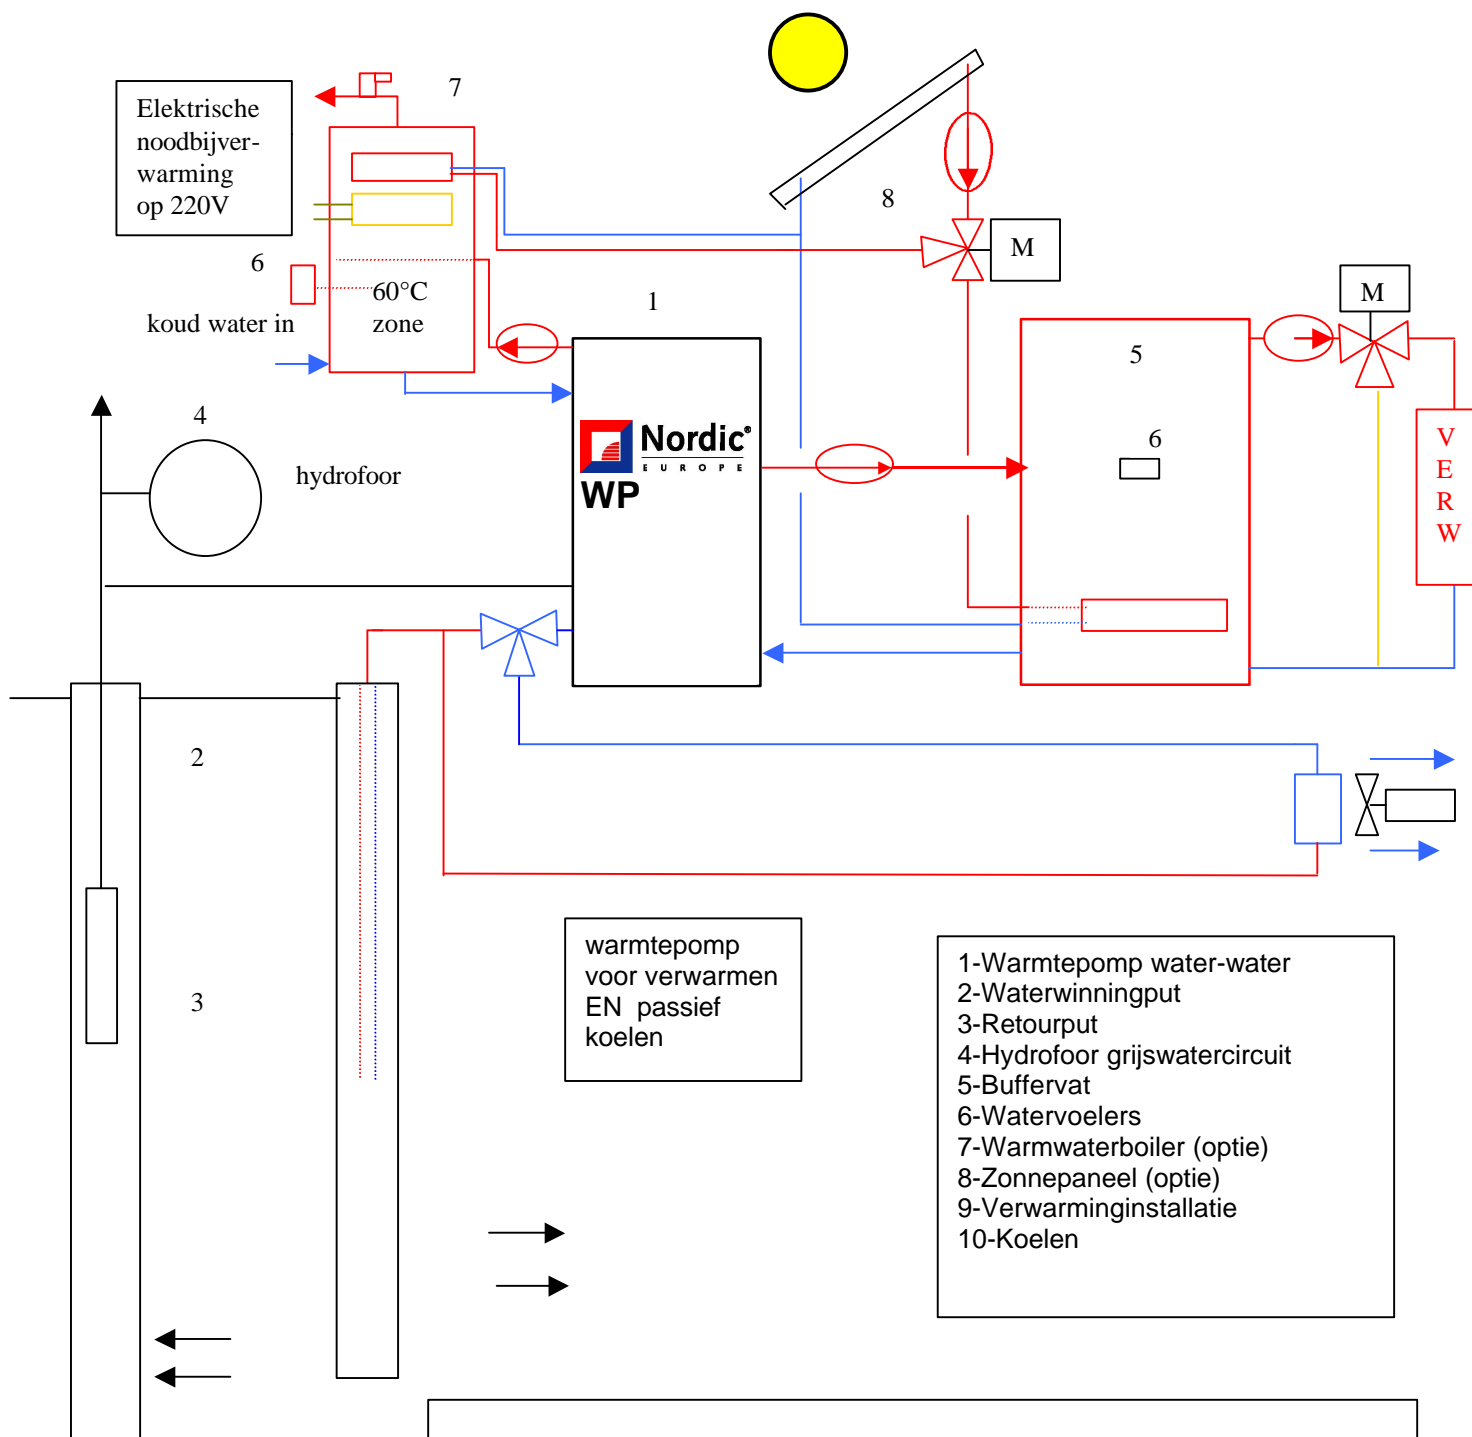 7
Elektrische
noodbijver-
warming
op 220V
8
M
6
60°C
zone
koud water in
1
M
5
4
hydrofoor
Nordic®
EUROPE
WP
6
V
E
R
W
2
3
warmtepomp
voor verwarmen
EN passief
koelen
1-Warmtepomp water-water
2-Waterwinningput
3-Retourput
4-Hydrofoor grijswatercircuit
5-Buffervat
6-Watervoelers
7-Warmwaterboiler (optie)
8-Zonnepaneel (optie)
9-Verwarminginstallatie
10-Koelen